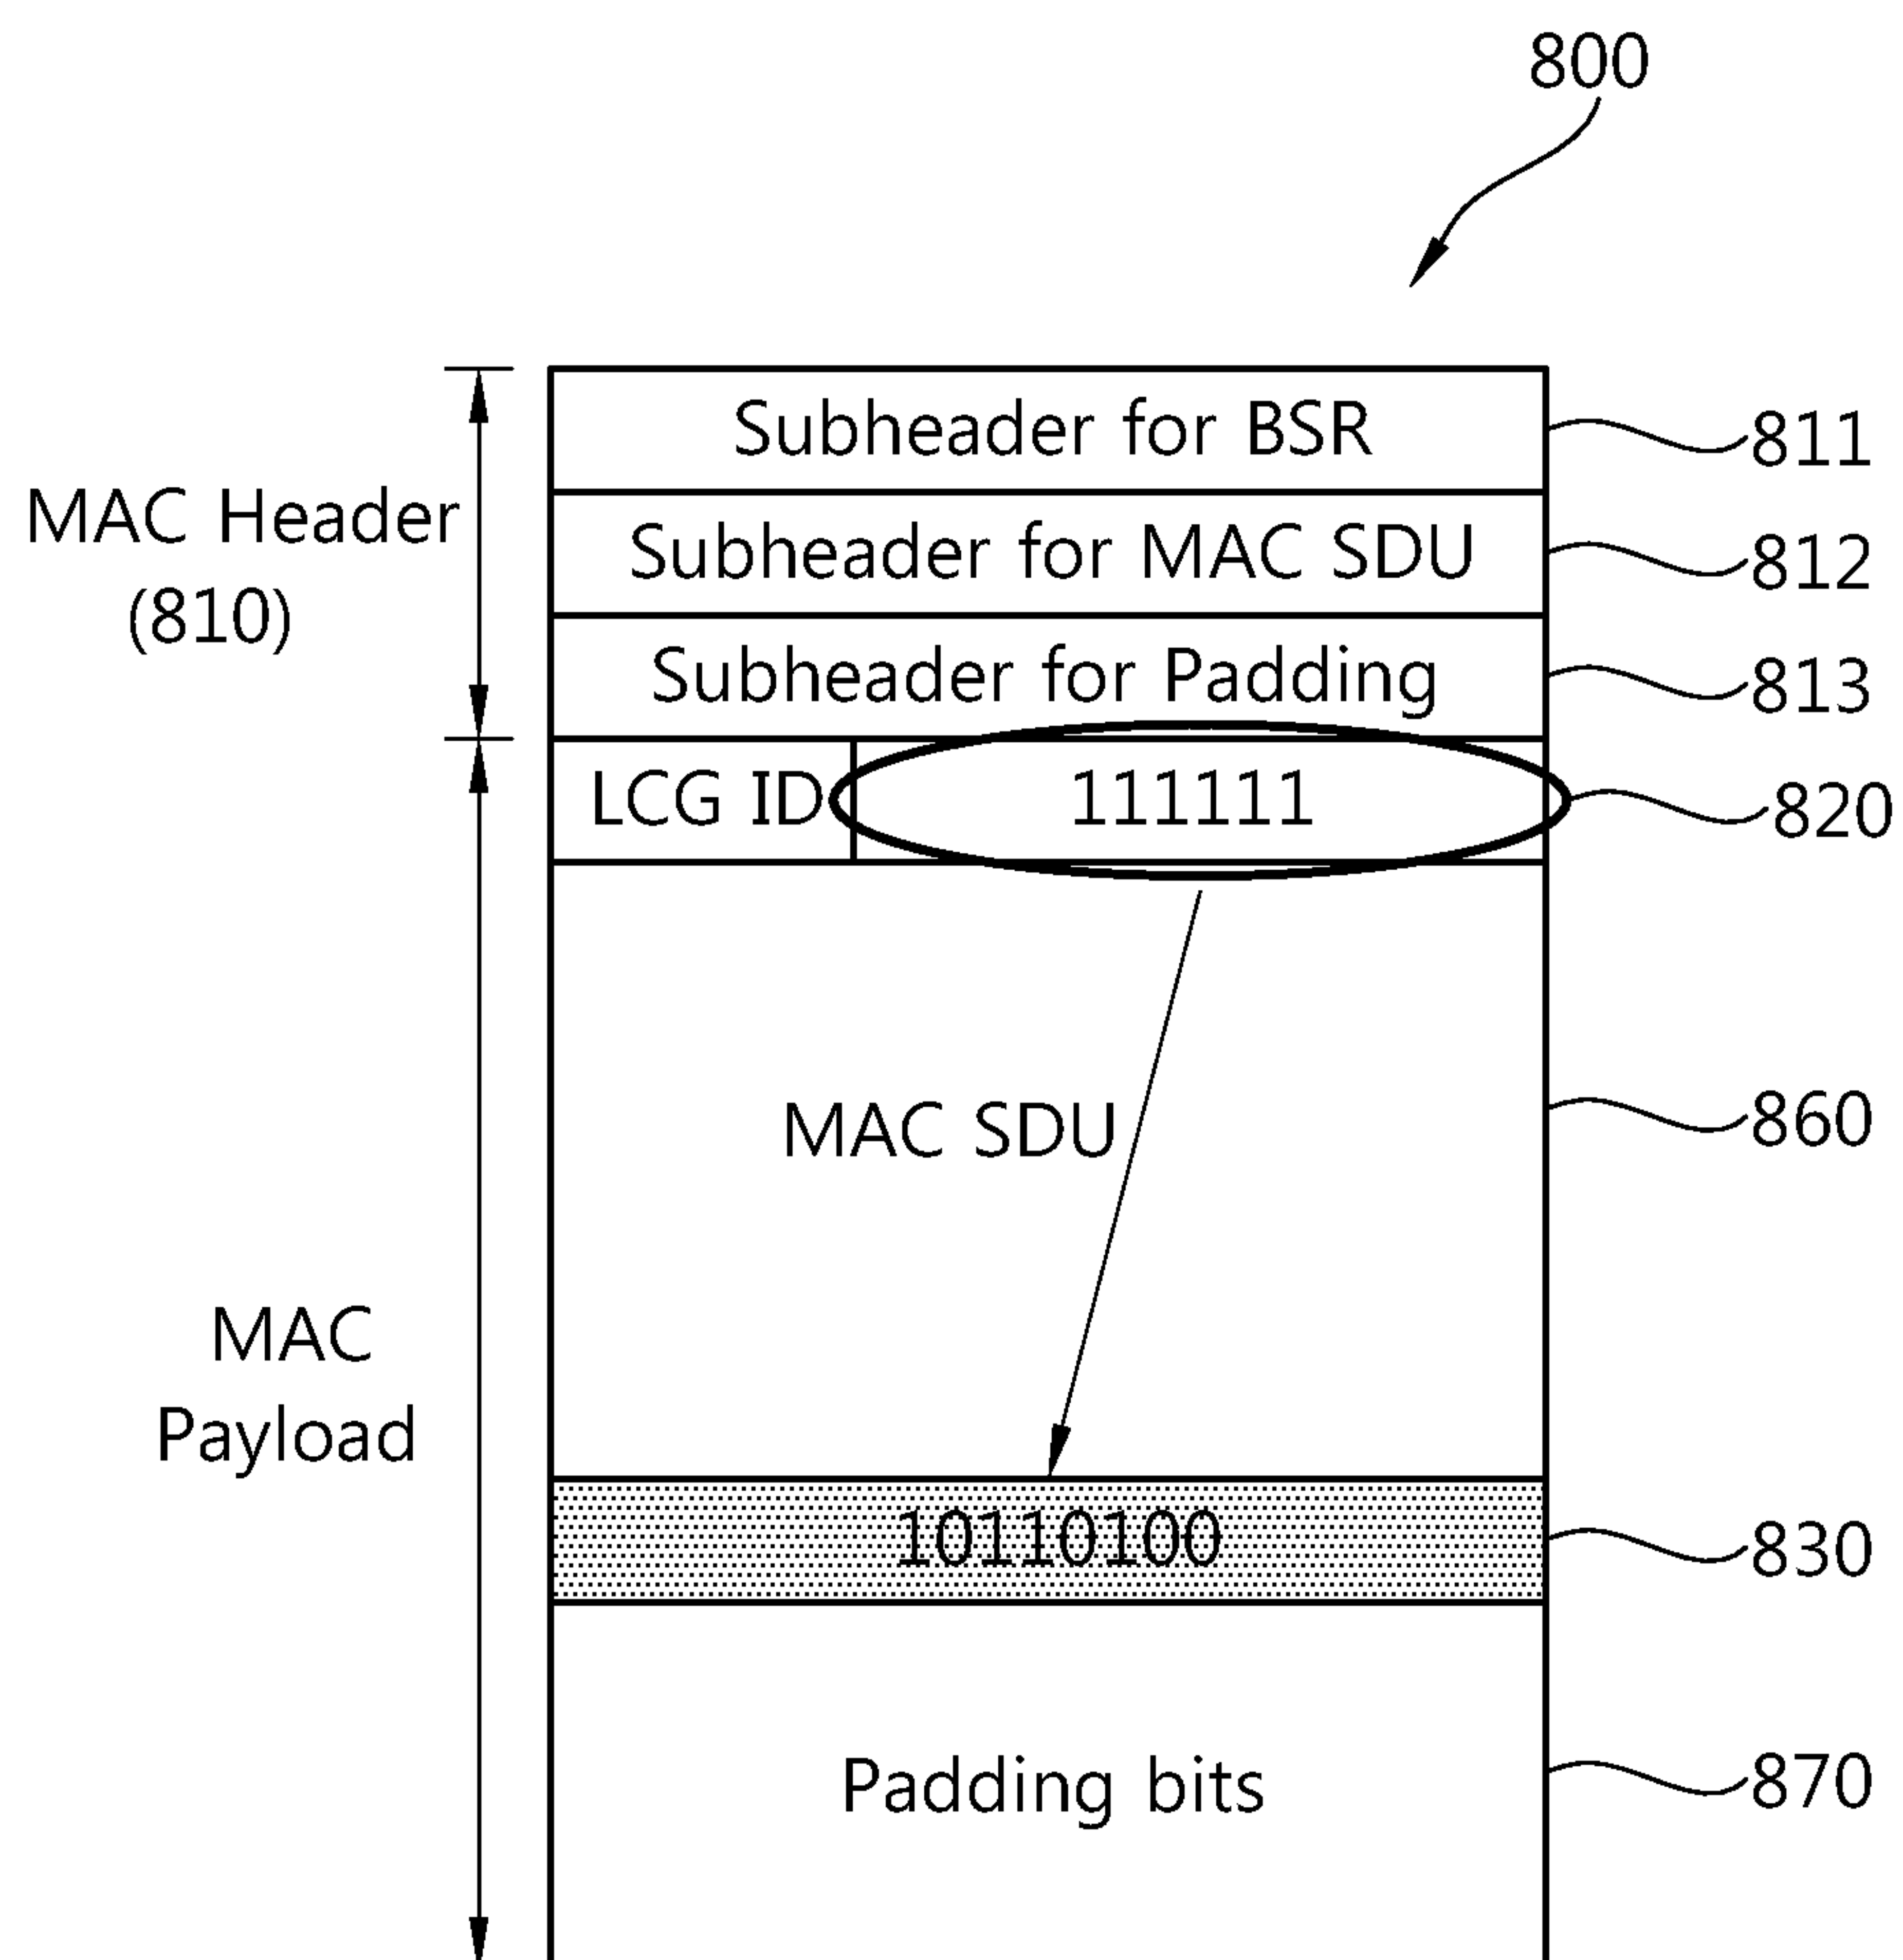 800
Subheader for BSR
811
MAC Header
(810)
Subheader for MAC SDU
812
Subheader for Padding
813
LCG ID
111111
820
MAC SDU
860
MAC
Payload
10110100
830
Padding bits
870